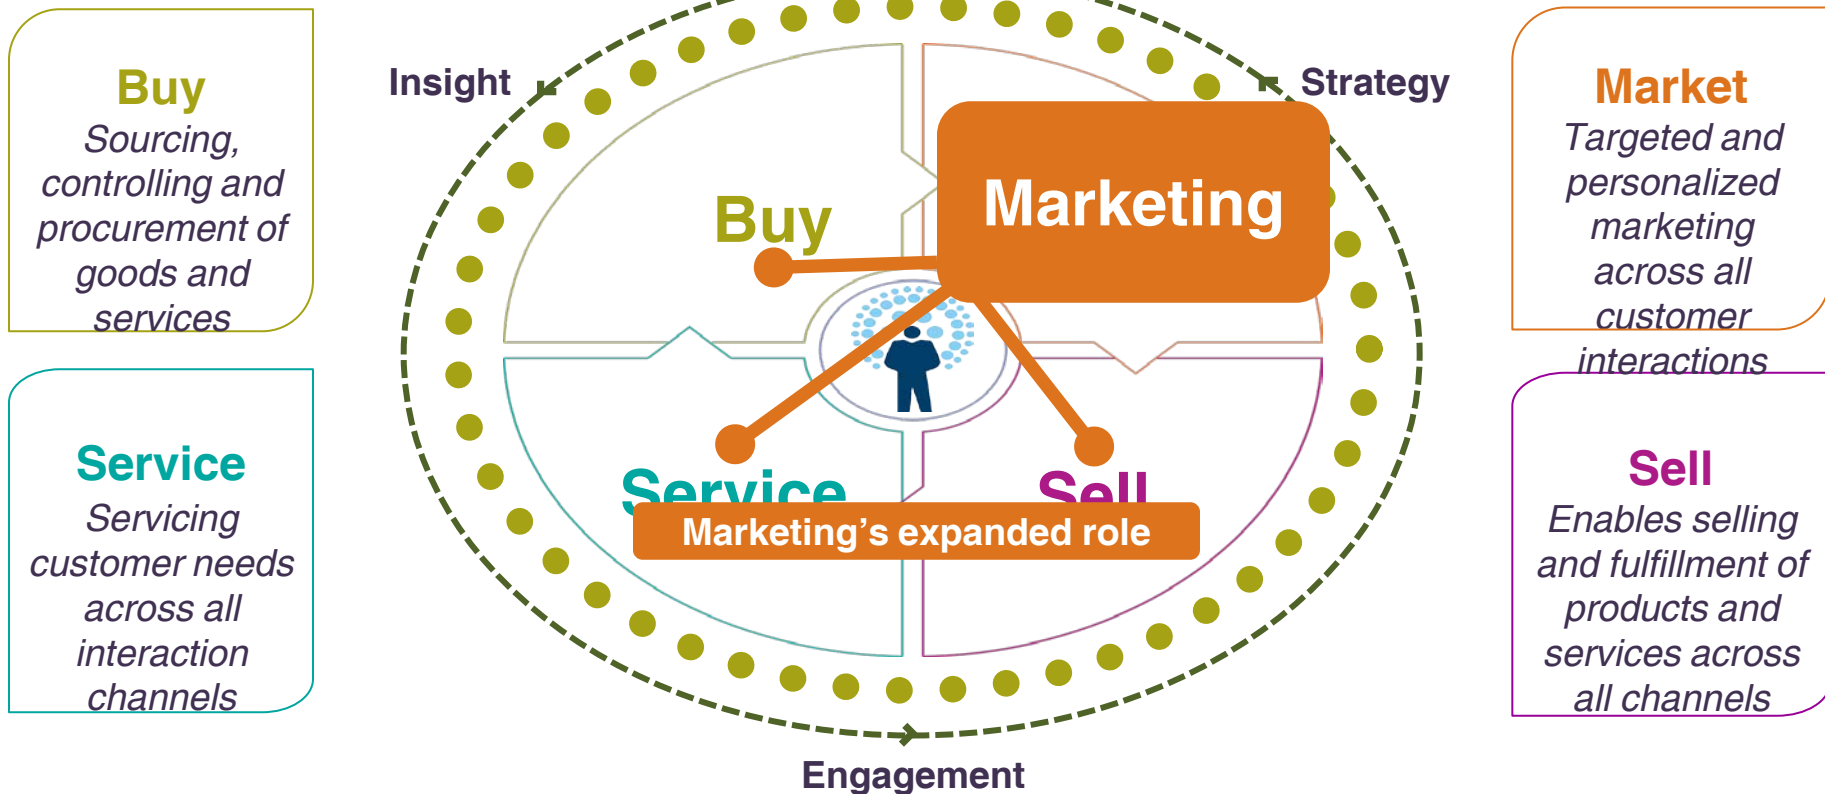 Buy
Sourcing,
controlling and
procurement of
goods and
services
Service
Servicing
customer needs
across all
interaction
channels
Insight
Strategy
Buy
Marketing
Service
Sell
Marketing’s expanded role
Engagement
Market
Targeted and
personalized
marketing
across all
customer
interactions
Sell
Enables selling
and fulfillment of
products and
services across
all channels